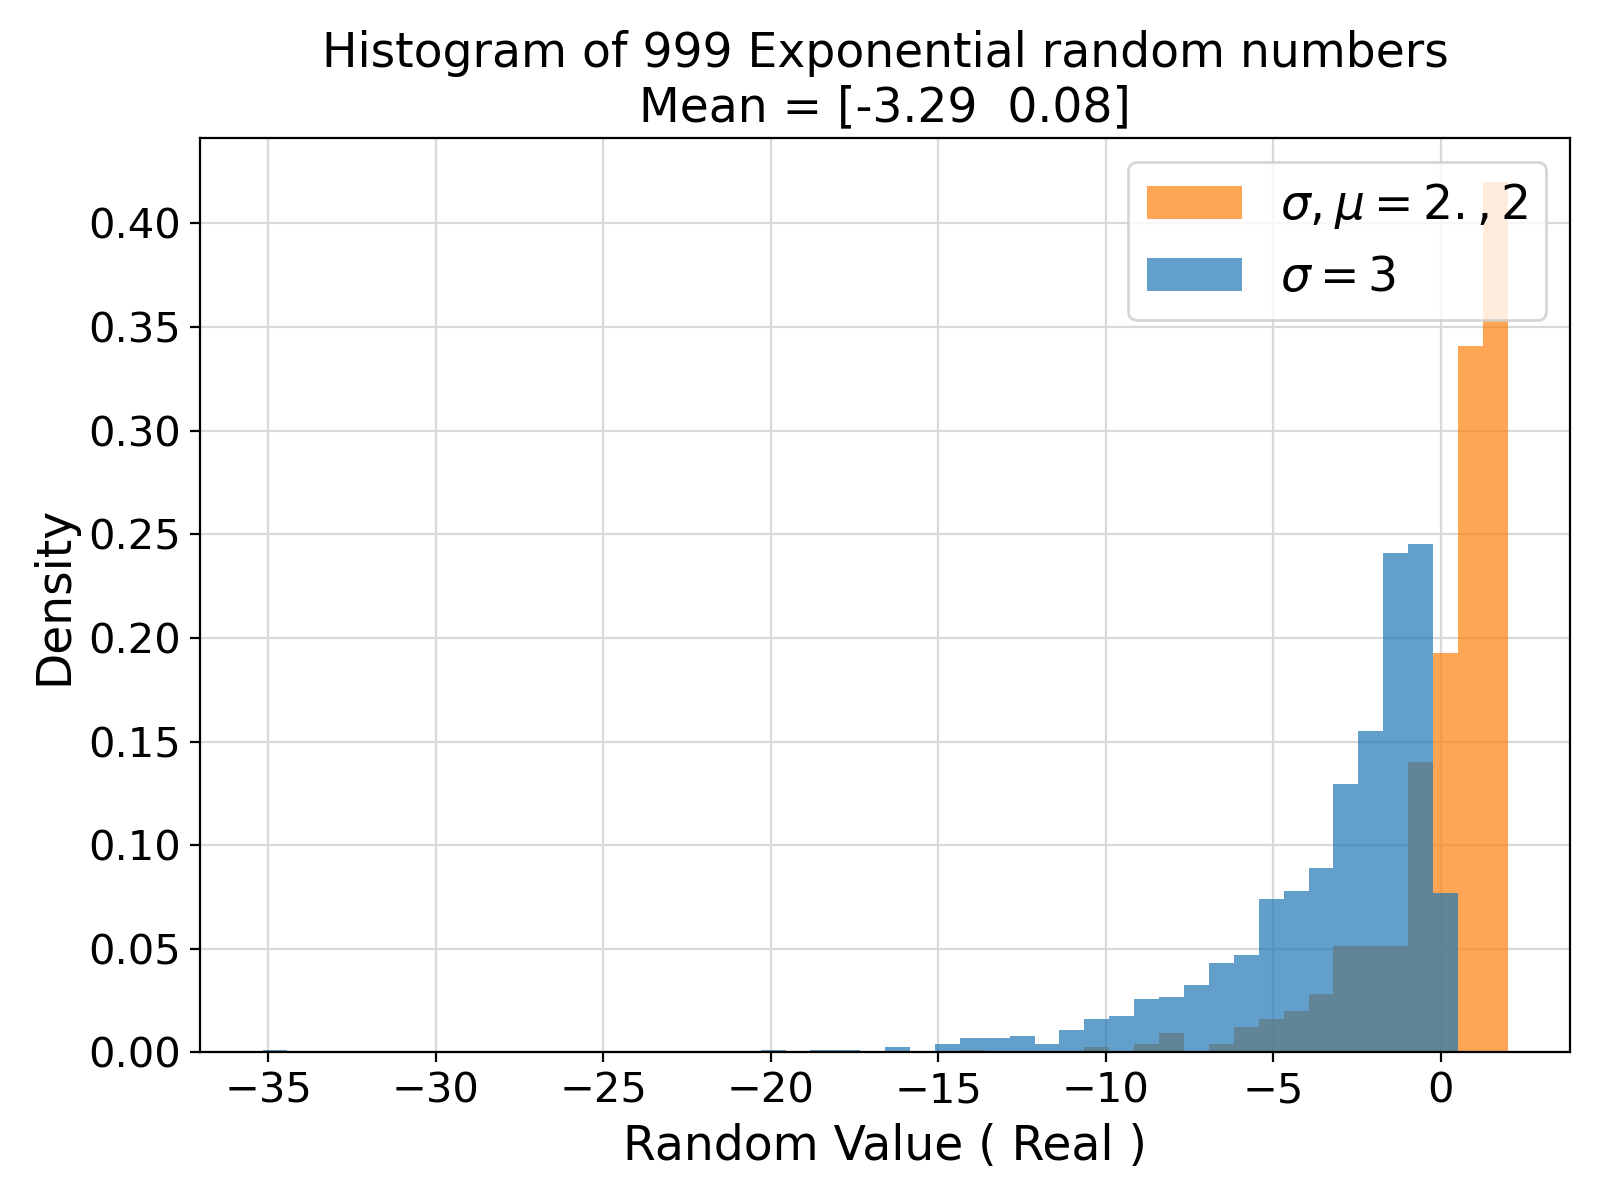 Histogram of 999 Exponential random numbers
Mean = [-3.29  0.08]
σ, μ = 2. , 2
σ = 3
Density
0.40
0.35
0.30
0.25
0.20
0.15
0.10
0.05
0.00
−35 −30 −25 −20 −15 −10 −5 0
Random Value ( Real )